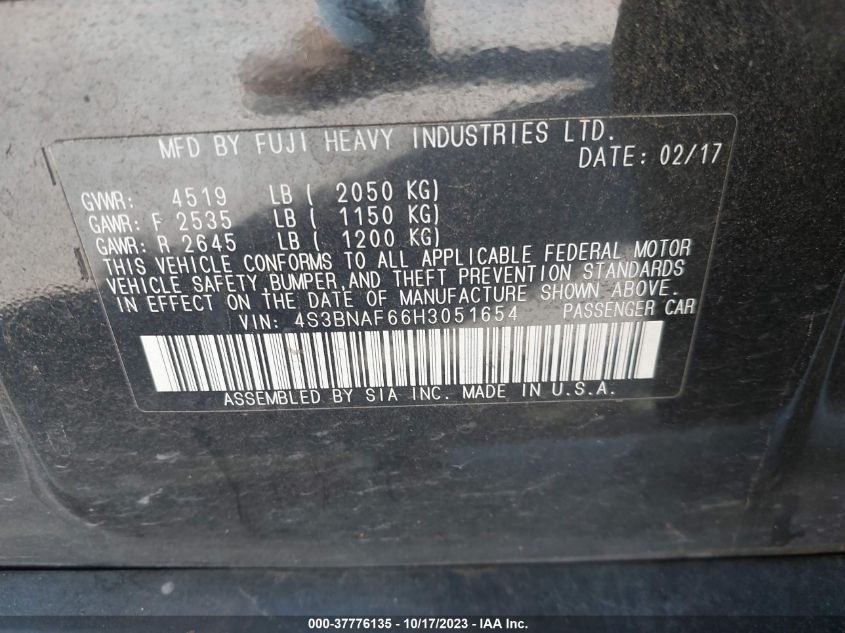 MFD BY FUJI HEAVY INDUSTRIES LTD.
DATE: 02/17
GVWR: 4519 LB ( 2050 KG)
GAWR: F 2535 LB ( 1150 KG)
GAWR: R 2645 LB ( 1200 KG)
THIS VEHICLE CONFORMS TO ALL APPLICABLE FEDERAL MOTOR
VEHICLE SAFETY, BUMPER, AND THEFT PREVENTION STANDARDS
IN EFFECT ON THE DATE OF MANUFACTURE SHOWN ABOVE.
VIN: 4S3BNAF66H3051654 PASSENGER CAR
ASSEMBLED BY SIA INC. MADE IN U.S.A.
000-37776135 - 10/17/2023 - IAA Inc.